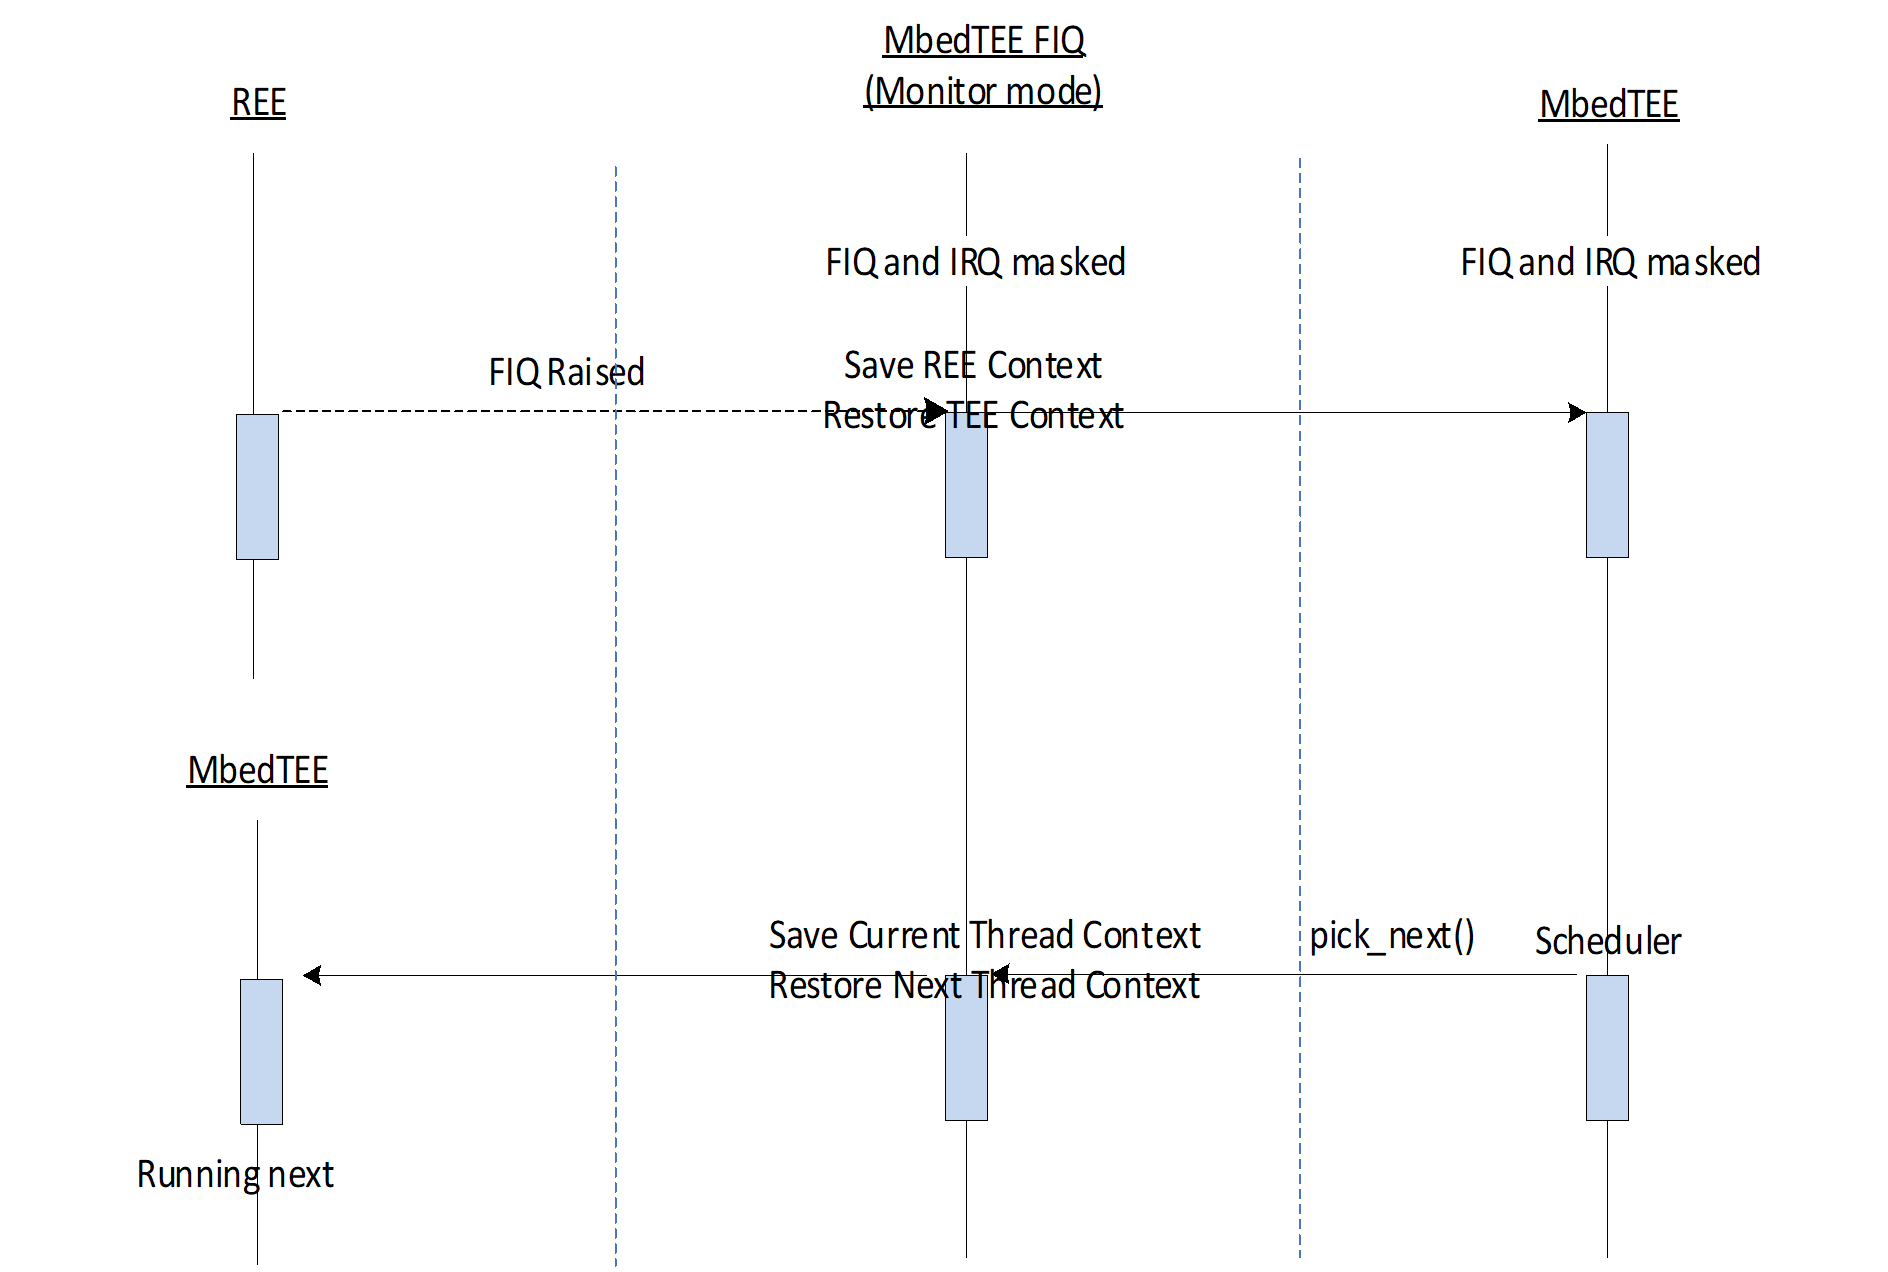 MbedTEE FIQ
(Monitor mode)
REE
MbedTEE
FIQ and IRQ masked
FIQ and IRQ masked
FIQ Raised
Save REE Context
Restore TEE Context
MbedTEE
Save Current Thread Context
Restore Next Thread Context
pick_next()
Scheduler
Running next